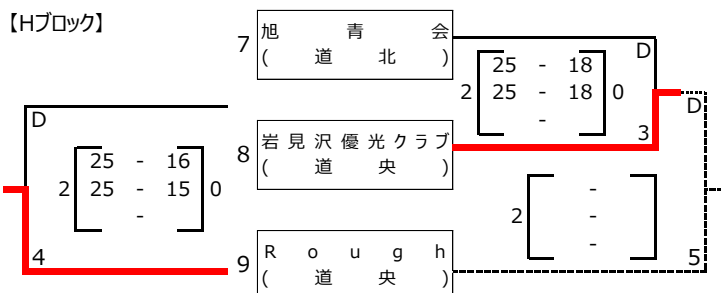 【Hブロック】
7 旭青会
(道北)
D
2 25 - 18 0
25 - 18
-
3
D
D
2 25 - 16 0
25 - 15
-
4
8 岩見沢優光クラブ
(道央)
2 -
-
-
5
9 Rough
(道央)